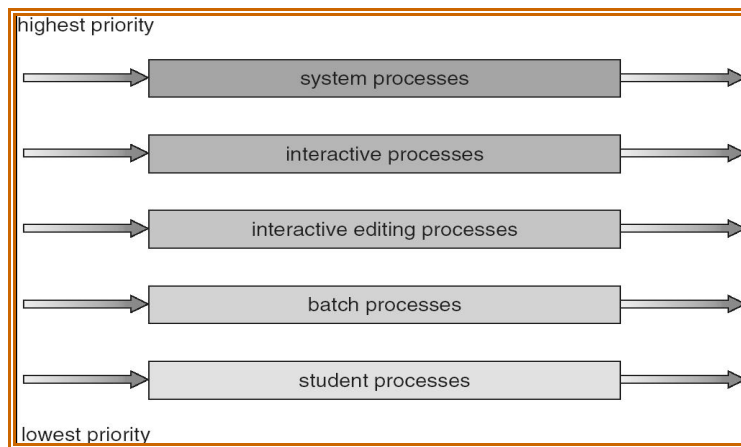 highest priority
system processes
interactive processes
interactive editing processes
batch processes
student processes
lowest priority